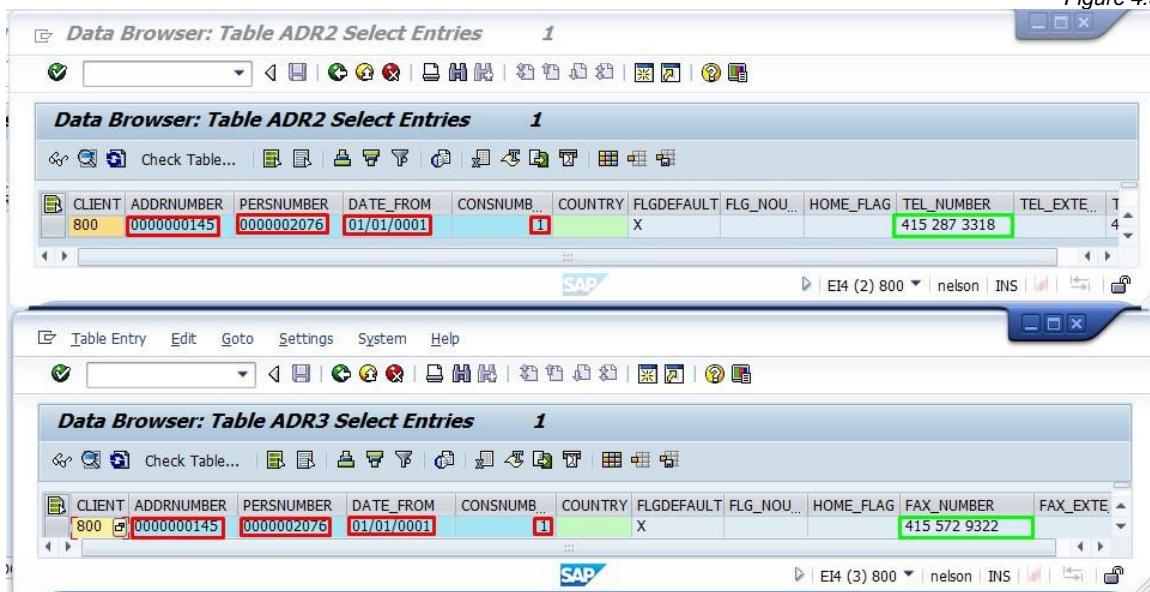 Figure 4.
Data Browser: Table ADR2 Select Entries 1
Data Browser: Table ADR2 Select Entries 1
Check Table...
CLIENT ADDRNUMBER PERSNUMBER DATE_FROM CONSNUMB... COUNTRY FLGDEFAULT FLG_NOU... HOME_FLAG TEL_NUMBER TEL_EXTE... T
800 0000000145 0000002076 01/01/0001 1 X 415 287 3318 4
SAP
EI4 (2) 800 nelson INS
Table Entry Edit Goto Settings System Help
Data Browser: Table ADR3 Select Entries 1
Check Table...
CLIENT ADDRNUMBER PERSNUMBER DATE_FROM CONSNUMB... COUNTRY FLGDEFAULT FLG_NOU... HOME_FLAG FAX_NUMBER FAX_EXTE
800 0000000145 0000002076 01/01/0001 1 X 415 572 9322
SAP
EI4 (3) 800 nelson INS